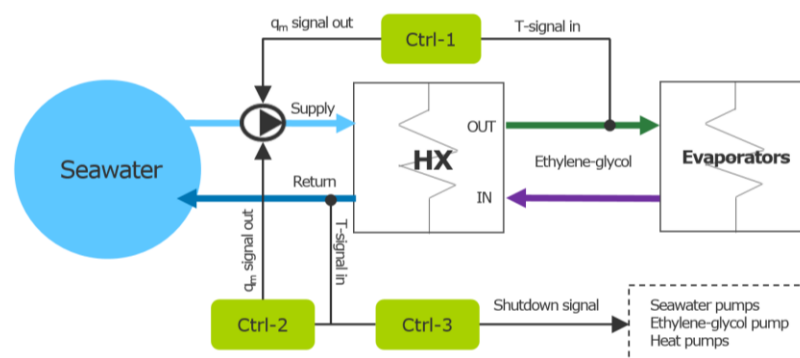 qm signal out
Ctrl-1
T-signal in
Supply
OUT
Seawater
HX
Ethylene-glycol
Evaporators
Return
IN
qm signal out
T-signal in
Ctrl-2
Ctrl-3
Shutdown signal
Seawater pumps
Ethylene-glycol pump
Heat pumps